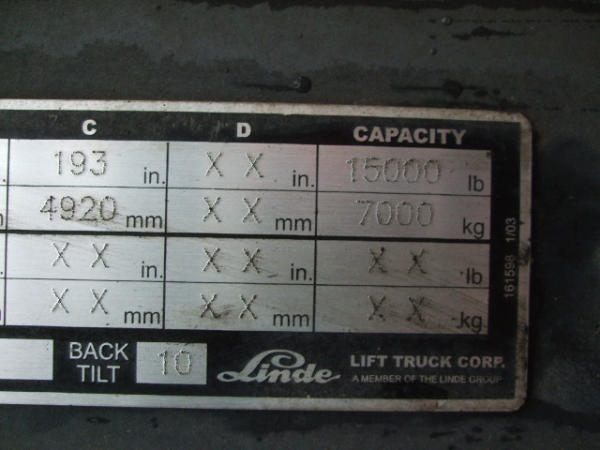 C D CAPACITY
193 in. X X in. 15000 lb
4920 mm X X mm 7000 kg
X X in. X X in. X X lb
X X mm X X mm X X kg
161598 1/03
BACK TILT 10 Linde LIFT TRUCK CORP.
A MEMBER OF THE LINDE GROUP